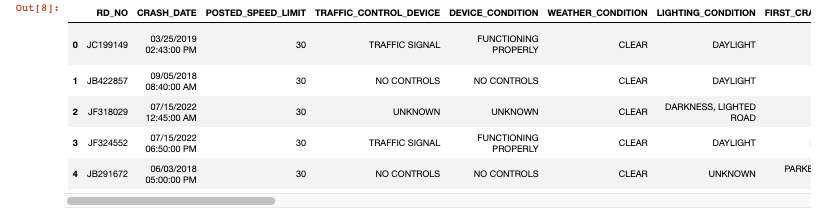 Out[8]:
RD_NO CRASH_DATE POSTED_SPEED_LIMIT TRAFFIC_CONTROL_DEVICE DEVICE_CONDITION WEATHER_CONDITION LIGHTING_CONDITION FIRST_CRA
0 JC199149 03/25/2019 02:43:00 PM 30 TRAFFIC SIGNAL FUNCTIONING PROPERLY CLEAR DAYLIGHT
1 JB422857 09/05/2018 08:40:00 AM 30 NO CONTROLS NO CONTROLS CLEAR DAYLIGHT
2 JF318029 07/15/2022 12:45:00 AM 30 UNKNOWN UNKNOWN CLEAR DARKNESS, LIGHTED ROAD
3 JF324552 07/15/2022 06:50:00 PM 30 TRAFFIC SIGNAL FUNCTIONING PROPERLY CLEAR DAYLIGHT
4 JB291672 06/03/2018 05:00:00 PM 30 NO CONTROLS NO CONTROLS CLEAR UNKNOWN PARKE